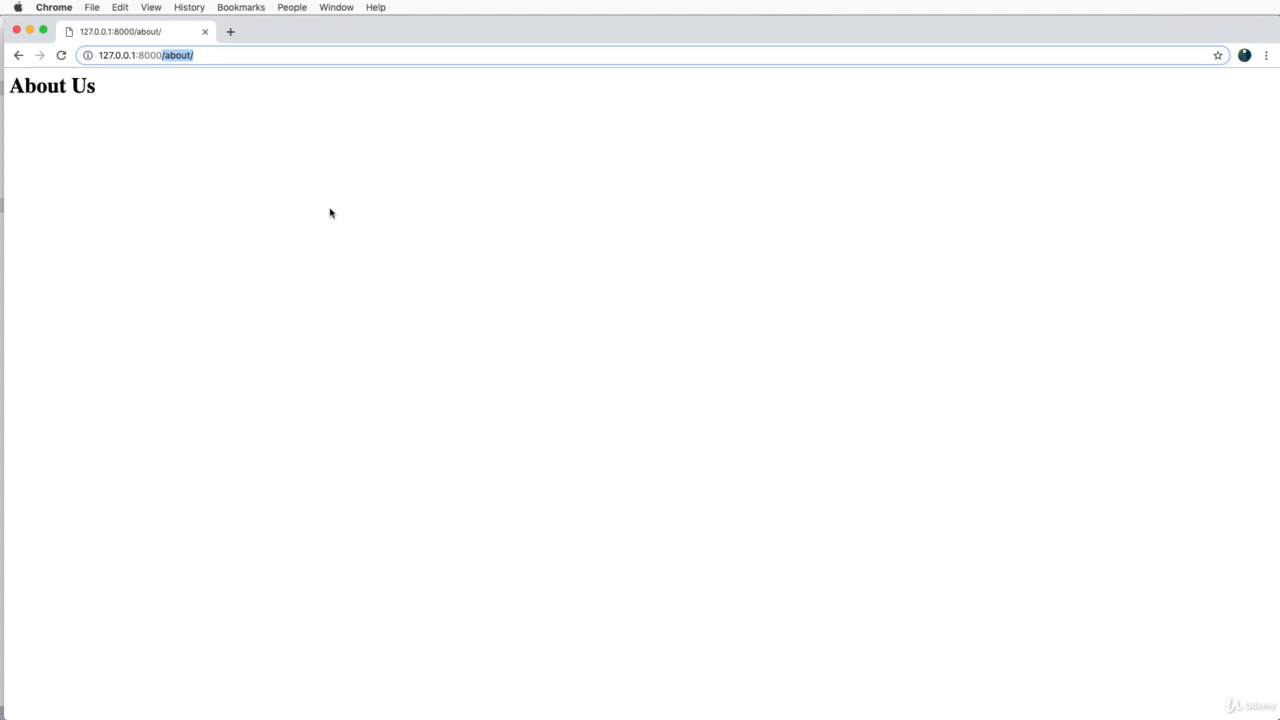 Chrome File Edit View History Bookmarks People Window Help
127.0.0.1:8000/about/
127.0.0.1:8000/about/
About Us
Udemy